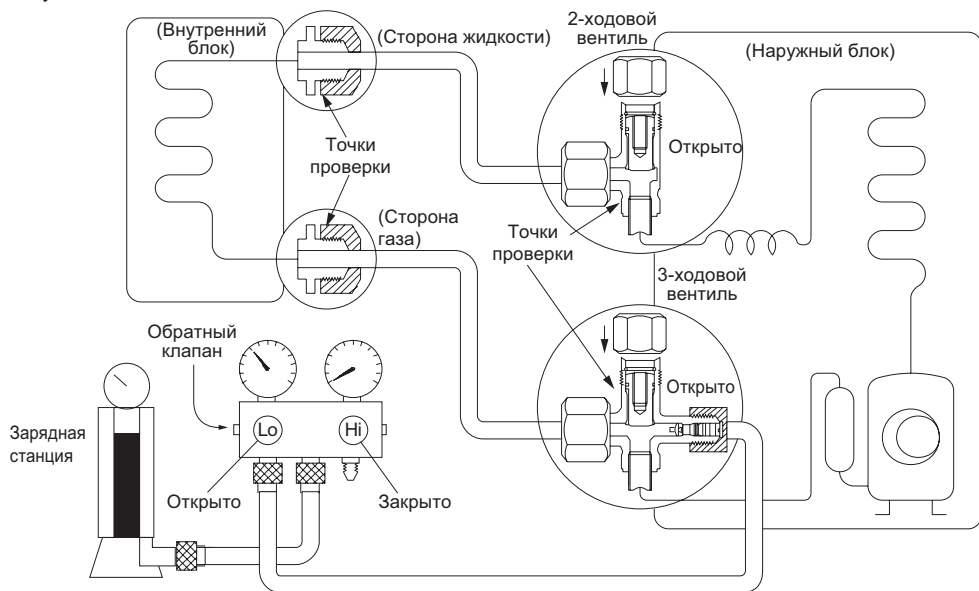 (Внутренний
блок)
(Сторона жидкости)
2-ходовой
вентиль
(Наружный блок)
Открыто
Точки
проверки
(Сторона
газа)
Точки
проверки
3-ходовой
вентиль
Обратный
клапан
Открыто
Зарядная
станция
Lo
Hi
Открыто
Закрыто